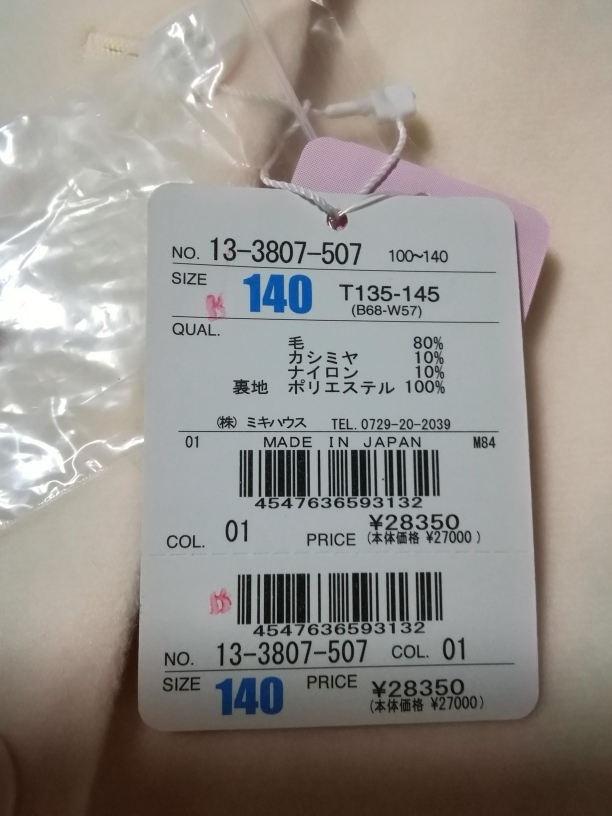 NO. 13-3807-507 100~140
SIZE 140 T135-145
(B68-W57)
QUAL.
毛 80%
カシミヤ 10%
ナイロン 10%
裏地 ポリエステル 100%
(株) ミキハウス TEL. 0729-20-2039
01 MADE IN JAPAN M84
4547636593132
COL. 01 PRICE ¥28350
(本体価格 ¥27000)
4547636593132
NO. 13-3807-507 COL. 01
SIZE 140 PRICE ¥28350
(本体価格 ¥27000)